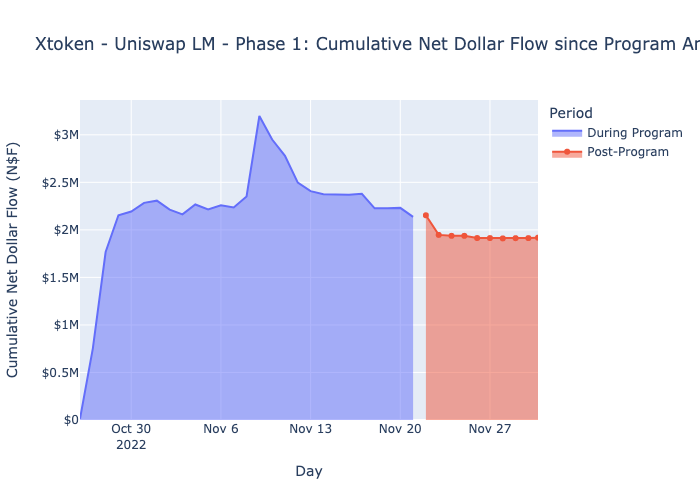 Xtoken - Uniswap LM - Phase 1: Cumulative Net Dollar Flow since Program
Period
During Program
Post-Program
Cumulative Net Dollar Flow (N$F)
$3M
$2.5M
$2M
$1.5M
$1M
$0.5M
$0
Oct 30
2022
Nov 6
Nov 13
Nov 20
Nov 27
Day